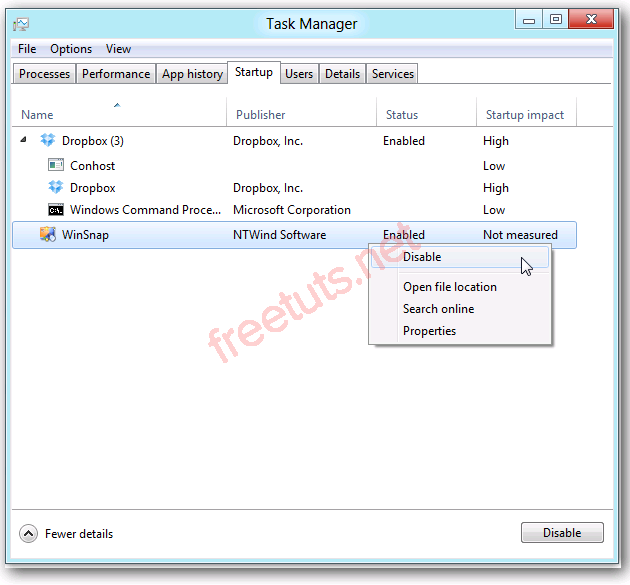 Task Manager
File Options View
Processes Performance App history Startup Users Details Services
Name Publisher Status Startup impact
Dropbox (3) Dropbox, Inc. Enabled High
Conhost Low
Dropbox Dropbox, Inc. High
Windows Command Proce... Microsoft Corporation Low
WinSnap NTWind Software Enabled Not measured
Disable
Open file location
Search online
Properties
freetuts.net
Fewer details Disable